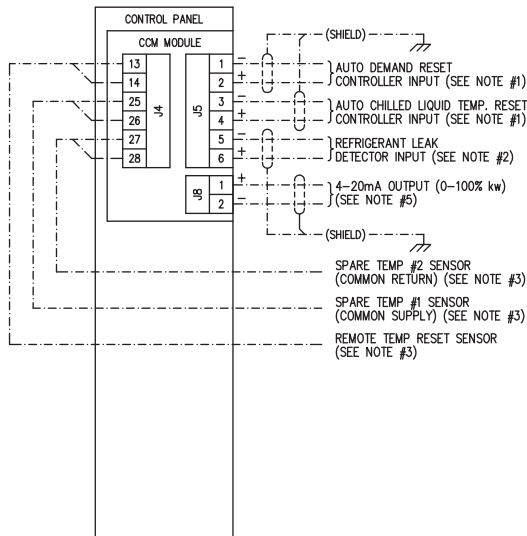 CONTROL PANEL
CCM MODULE
J4
13
14
25
26
27
28
J5
1 –
2 +
3 –
4 +
5 –
6 +
J8
1 +
2 –
(SHIELD)
AUTO DEMAND RESET
CONTROLLER INPUT (SEE NOTE #1)
AUTO CHILLED LIQUID TEMP. RESET
CONTROLLER INPUT (SEE NOTE #1)
REFRIGERANT LEAK
DETECTOR INPUT (SEE NOTE #2)
4–20mA OUTPUT (0–100% kw)
(SEE NOTE #5)
(SHIELD)
SPARE TEMP #2 SENSOR
(COMMON RETURN) (SEE NOTE #3)
SPARE TEMP #1 SENSOR
(COMMON SUPPLY) (SEE NOTE #3)
REMOTE TEMP RESET SENSOR
(SEE NOTE #3)